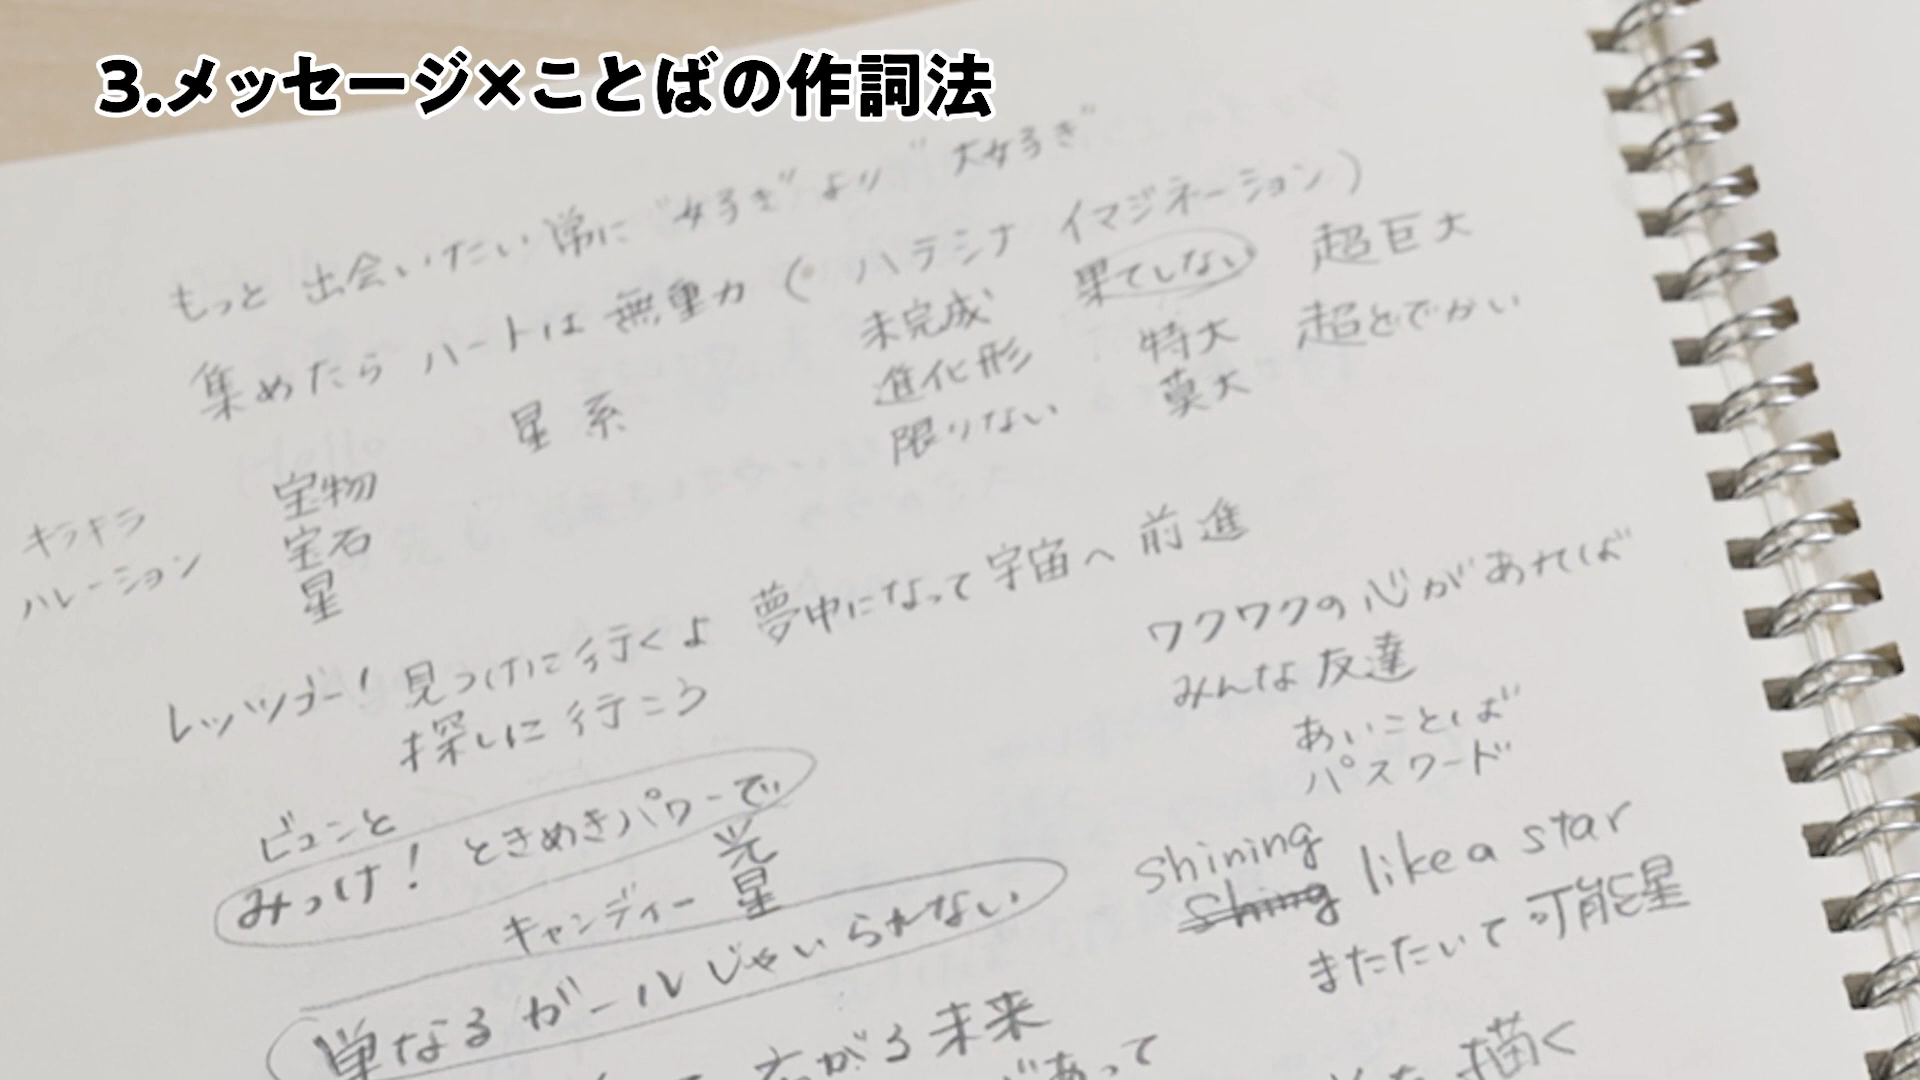 3.メッセージ×ことばの作詞法
もっと 出会いたい 常に "好き" より "大好き"
集めたら ハートは 無重力 ( ハテシナ イマジネーション)
未完成 果てしない 超巨大
進化形 特大 超どでかい
限りない 莫大
星系
宝物
宝石
星
キラキラ
ハレーション
レッツゴー! 見つけに行くよ 夢中になって宇宙へ前進
探しに行こう
ワクワクの心があれば
みんな友達
あいことば
パスワード
ビュンと
みっけ! ときめきパワーで
光
キャンディー 星
shining
shing like a star
またたいて 可能星
単なるガールじゃいられない
広がる未来
があって
描く